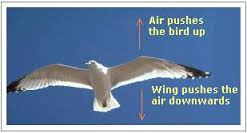 Air pushes
the bird up
Wing pushes the
air downwards